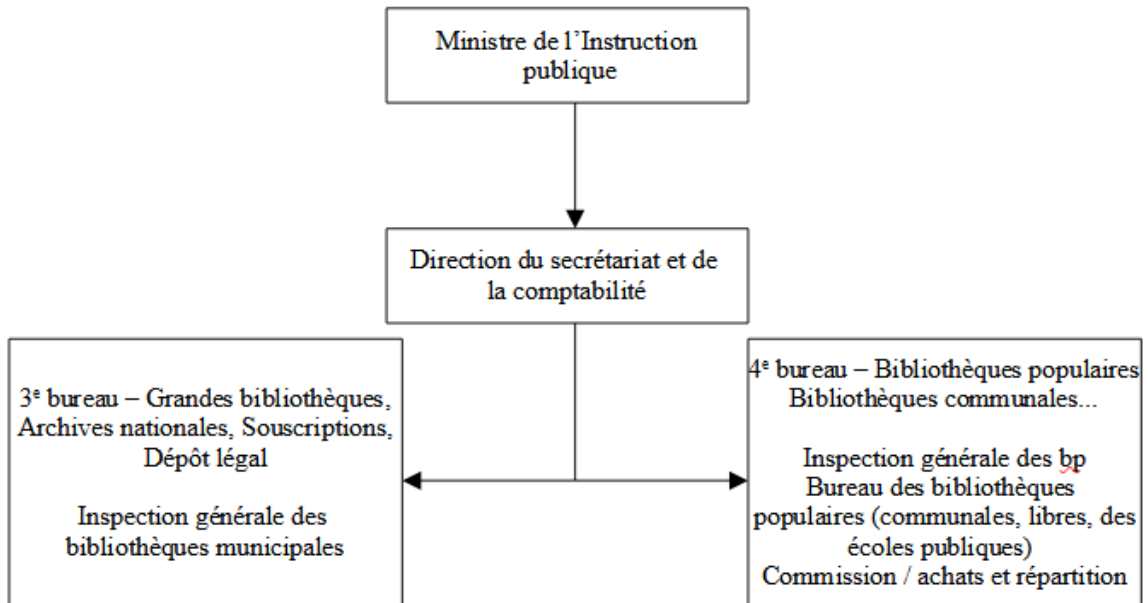 Ministre de l’Instruction
publique
Direction du secrétariat et de
la comptabilité
3e bureau – Grandes bibliothèques,
Archives nationales, Souscriptions,
Dépôt légal
Inspection générale des
bibliothèques municipales
4e bureau – Bibliothèques populaires
Bibliothèques communales...
Inspection générale des bp
Bureau des bibliothèques
populaires (communales, libres, des
écoles publiques)
Commission / achats et répartition